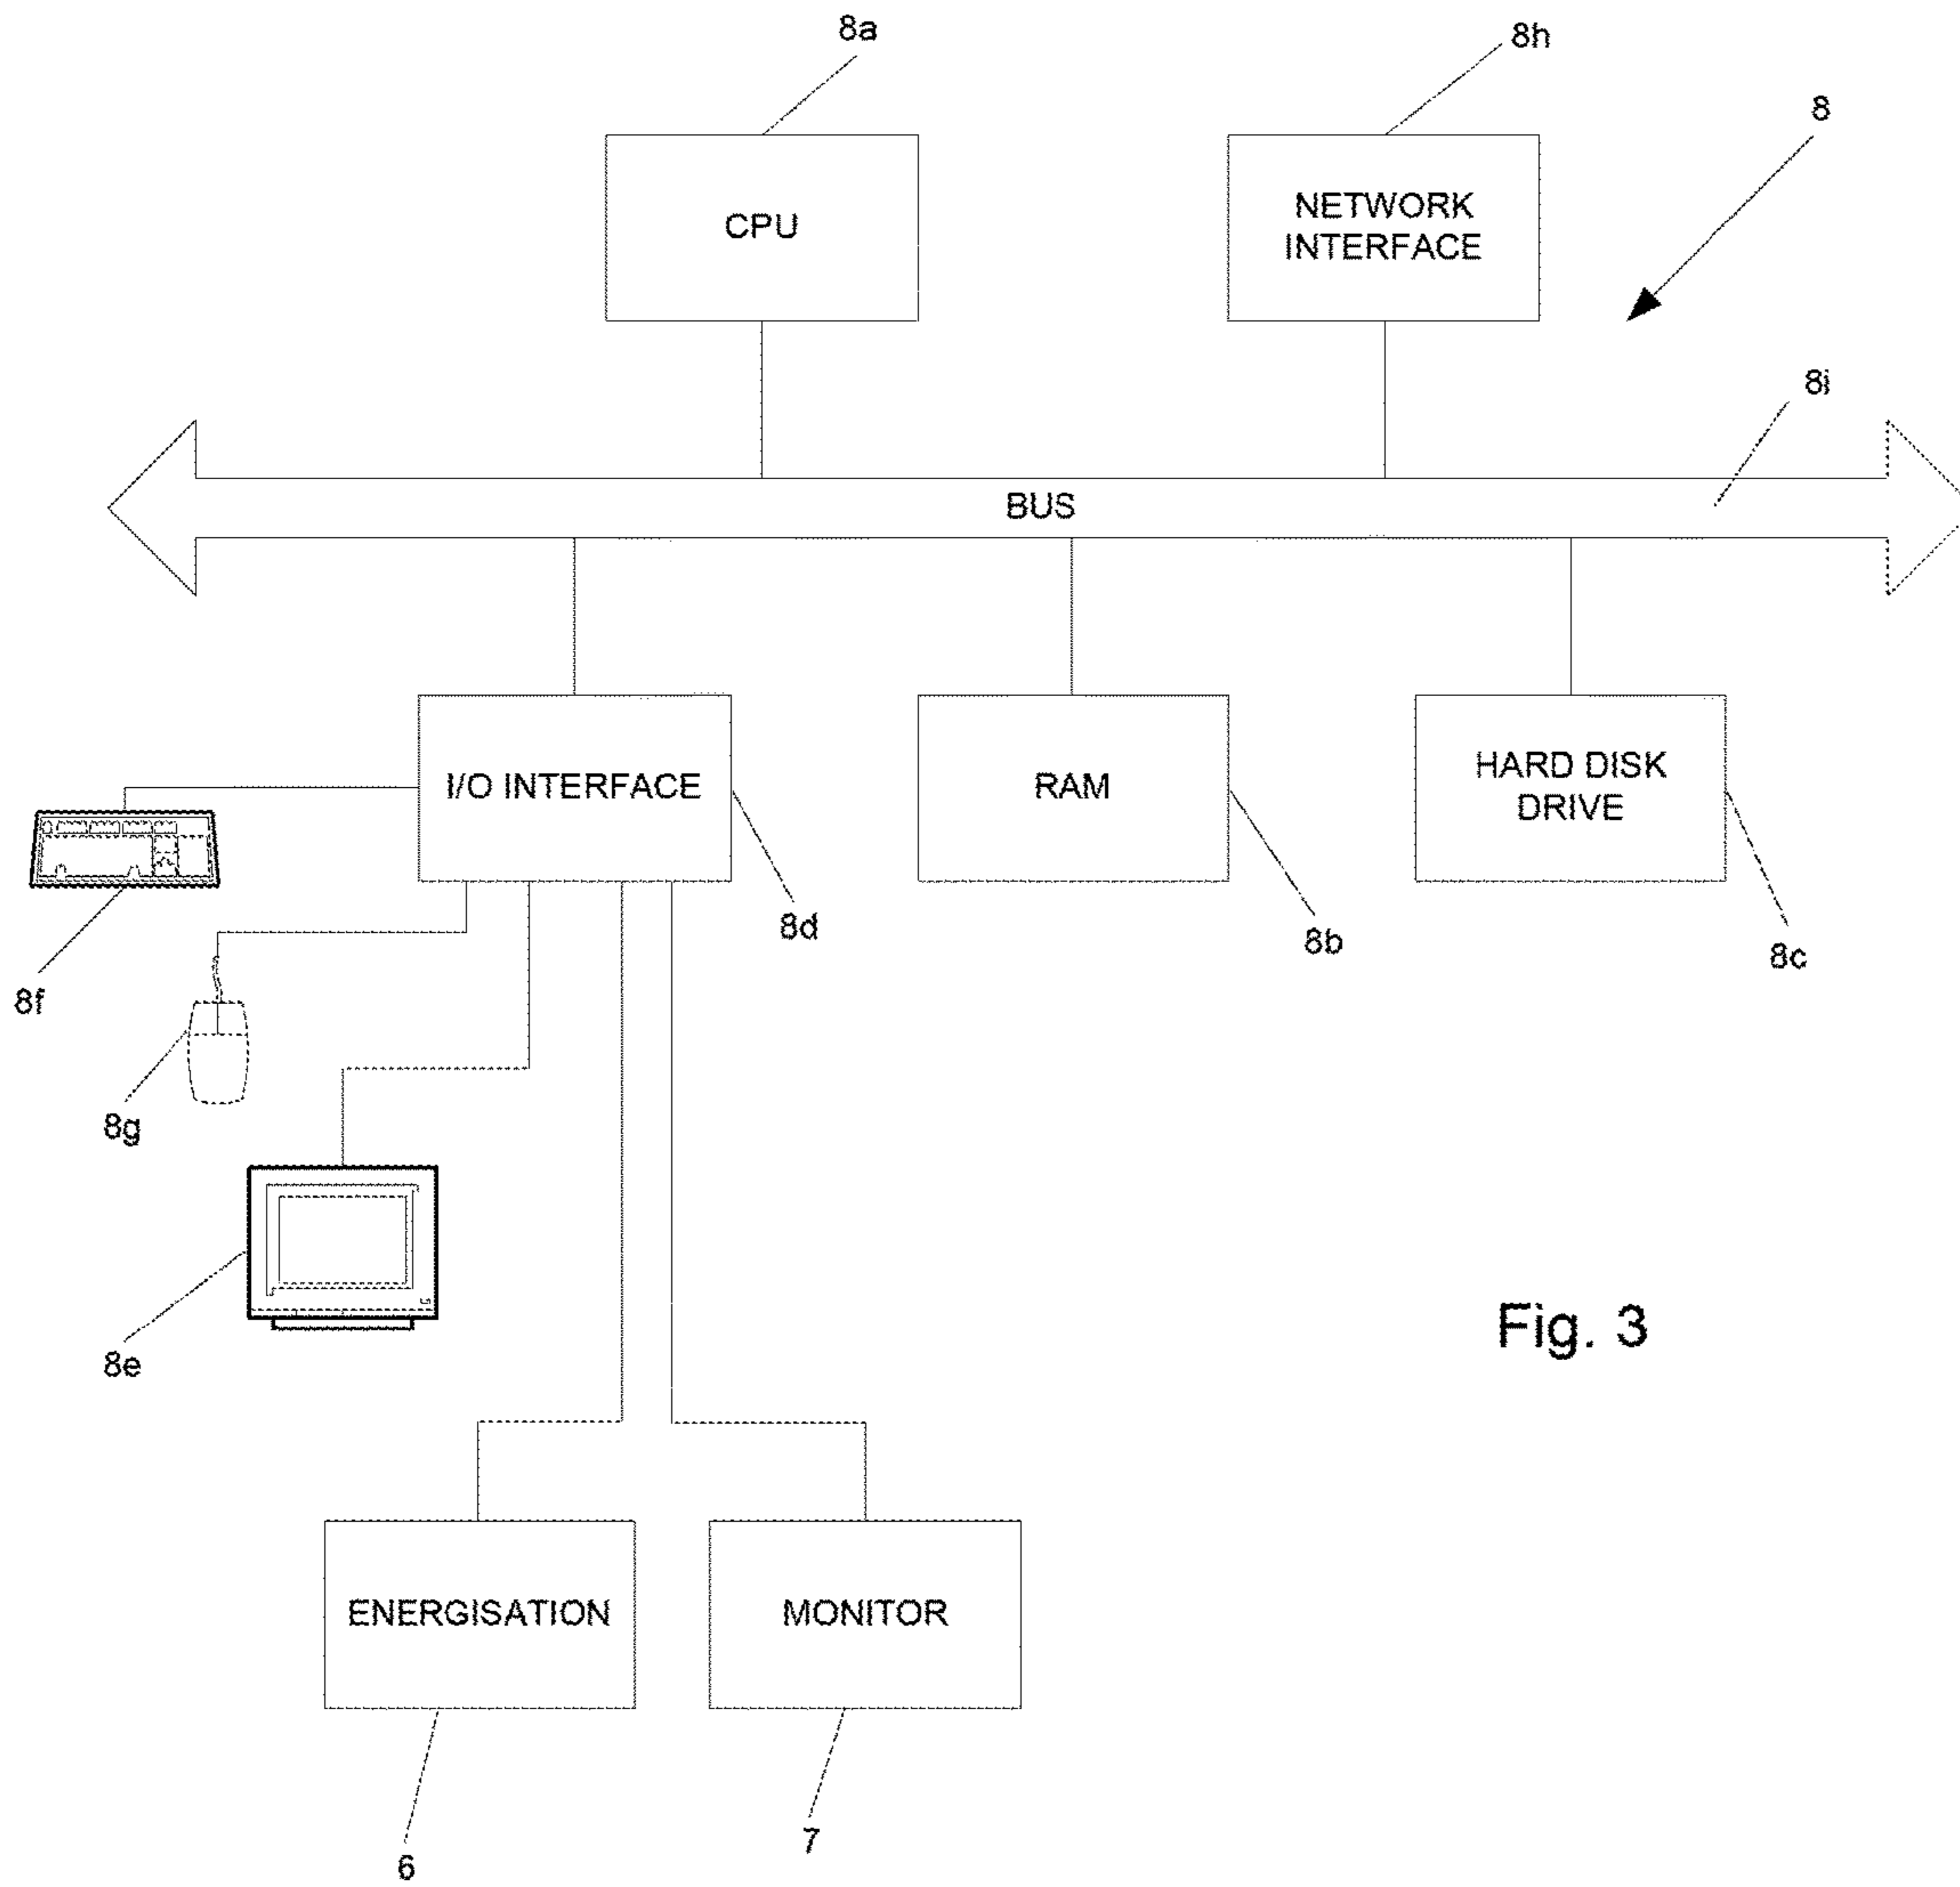 8a
8h
8
CPU
NETWORK
INTERFACE
8i
BUS
I/O INTERFACE
RAM
HARD DISK
DRIVE
8d
8b
8c
8f
8g
8e
Fig. 3
ENERGISATION
MONITOR
7
6